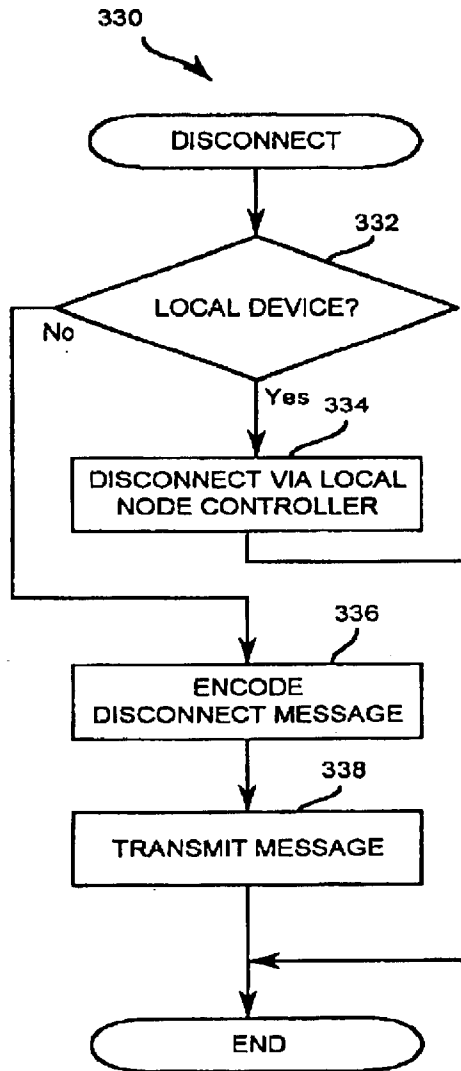 330
DISCONNECT
332
LOCAL DEVICE?
No
Yes
334
DISCONNECT VIA LOCAL
NODE CONTROLLER
336
ENCODE
DISCONNECT MESSAGE
338
TRANSMIT MESSAGE
END